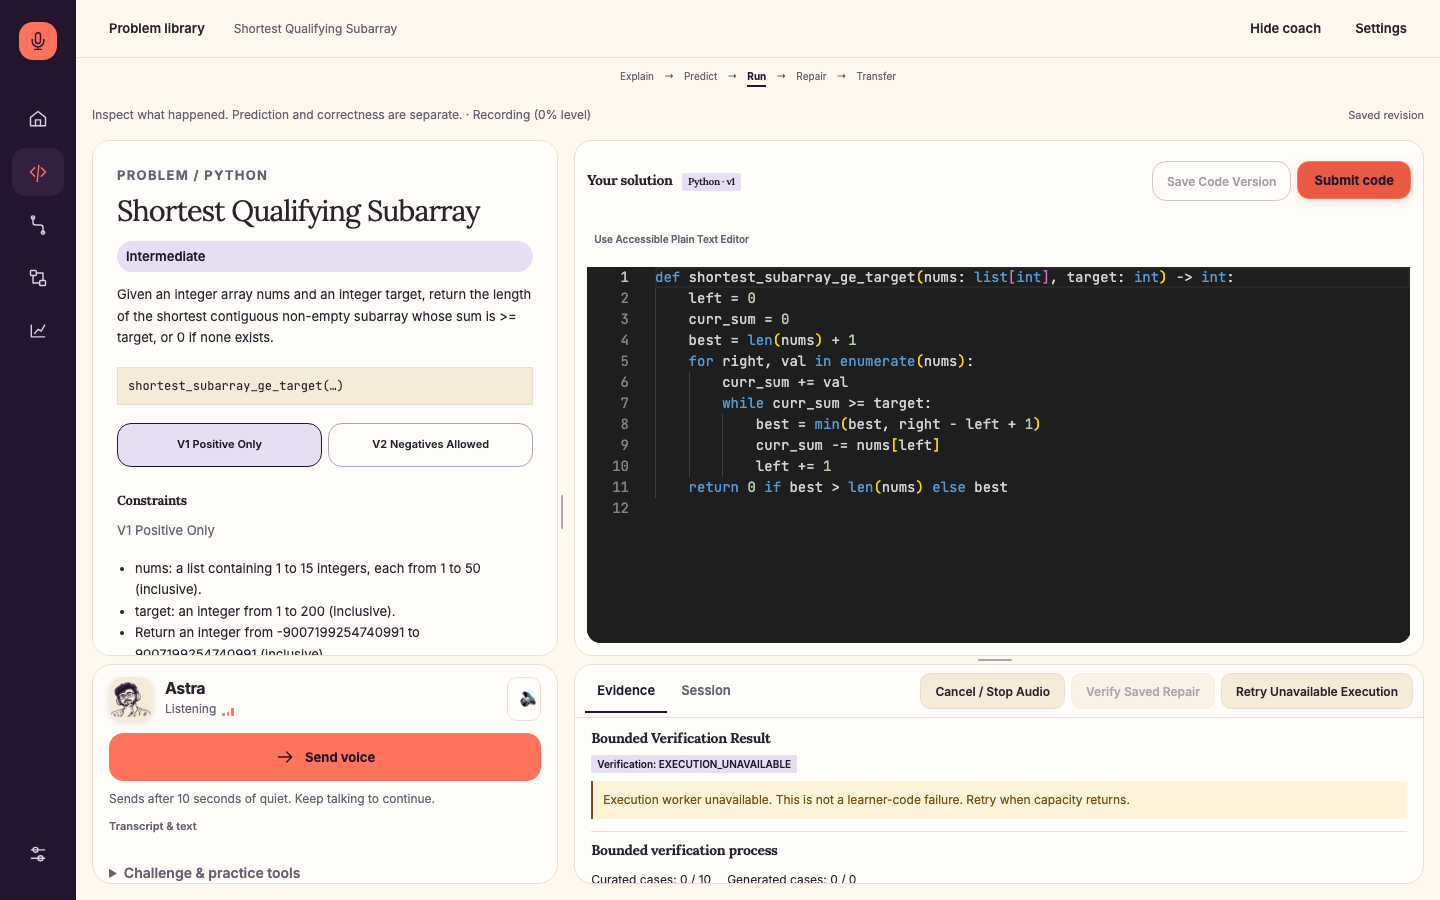 Problem library
Shortest Qualifying Subarray
Hide coach
Settings
Explain → Predict → Run → Repair → Transfer
Inspect what happened. Prediction and correctness are separate. · Recording (0% level)
Saved revision
PROBLEM / PYTHON
Shortest Qualifying Subarray
Intermediate
Given an integer array nums and an integer target, return the length
of the shortest contiguous non-empty subarray whose sum is >=
target, or 0 if none exists.
shortest_subarray_ge_target(…)
V1 Positive Only
V2 Negatives Allowed
Constraints
V1 Positive Only
• nums: a list containing 1 to 15 integers, each from 1 to 50
(inclusive).
• target: an integer from 1 to 200 (inclusive).
• Return an integer from -9007199254740991 to
9007199254740991 (inclusive)
Your solution
Python · v1
Save Code Version
Submit code
Use Accessible Plain Text Editor
1 def shortest_subarray_ge_target(nums: list[int], target: int) -> int:
2     left = 0
3     curr_sum = 0
4     best = len(nums) + 1
5     for right, val in enumerate(nums):
6         curr_sum += val
7         while curr_sum >= target:
8             best = min(best, right - left + 1)
9             curr_sum -= nums[left]
10             left += 1
11     return 0 if best > len(nums) else best
12
Astra
Listening
Send voice
Sends after 10 seconds of quiet. Keep talking to continue.
Transcript & text
▶ Challenge & practice tools
Evidence
Session
Cancel / Stop Audio
Verify Saved Repair
Retry Unavailable Execution
Bounded Verification Result
Verification: EXECUTION_UNAVAILABLE
Execution worker unavailable. This is not a learner-code failure. Retry when capacity returns.
Bounded verification process
Curated cases: 0 / 10 Generated cases: 0 / 0